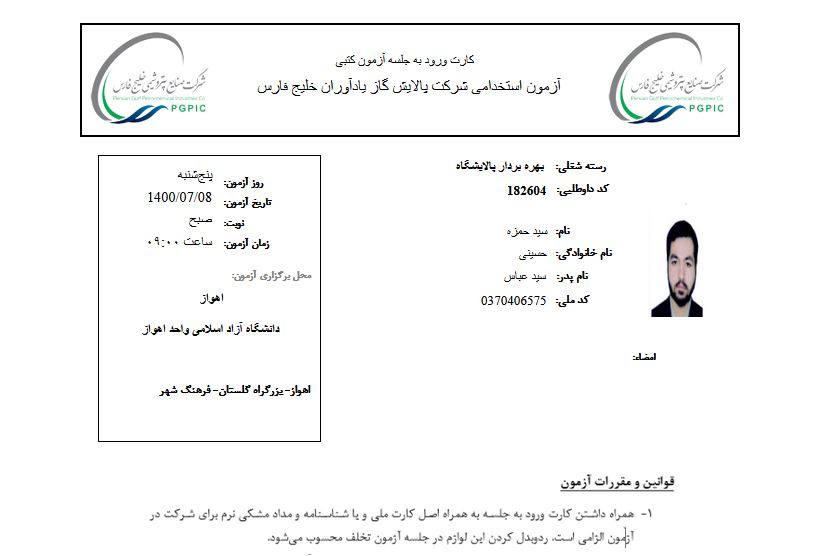 شرکت صنایع پتروشیمی خلیج فارس
Persian Gulf Petrochemical Industries Co.
PGPIC
کارت ورود به جلسه آزمون کتبی
آزمون استخدامی شرکت پالایش گاز یادآوران خلیج فارس
شرکت صنایع پتروشیمی خلیج فارس
Persian Gulf Petrochemical Industries Co.
PGPIC
رسته شغلی: بهره بردار پالایشگاه
کد داوطلبی: 182604
نام: سید حمزه
نام خانوادگی: حسینی
نام پدر: سید عباس
کد ملی: 0370406575
امضاء:
روز آزمون: پنج‌شنبه
تاریخ آزمون: 1400/07/08
نوبت: صبح
زمان آزمون: ساعت ۰۹:۰۰
محل برگزاری آزمون:
اهواز
دانشگاه آزاد اسلامی واحد اهواز
اهواز- بزرگراه گلستان- فرهنگ شهر
قوانین و مقررات آزمون
۱- همراه داشتن کارت ورود به جلسه به همراه اصل کارت ملی و یا شناسنامه و مداد مشکی نرم برای شرکت در
آزمون الزامی است. ردوبدل کردن این لوازم در جلسه آزمون تخلف محسوب می‌شود.